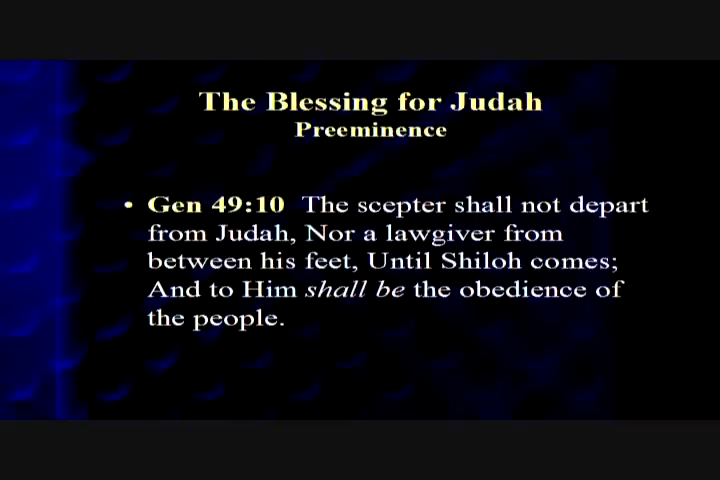 The Blessing for Judah
Preeminence
• Gen 49:10 The scepter shall not depart
from Judah, Nor a lawgiver from
between his feet, Until Shiloh comes;
And to Him shall be the obedience of
the people.